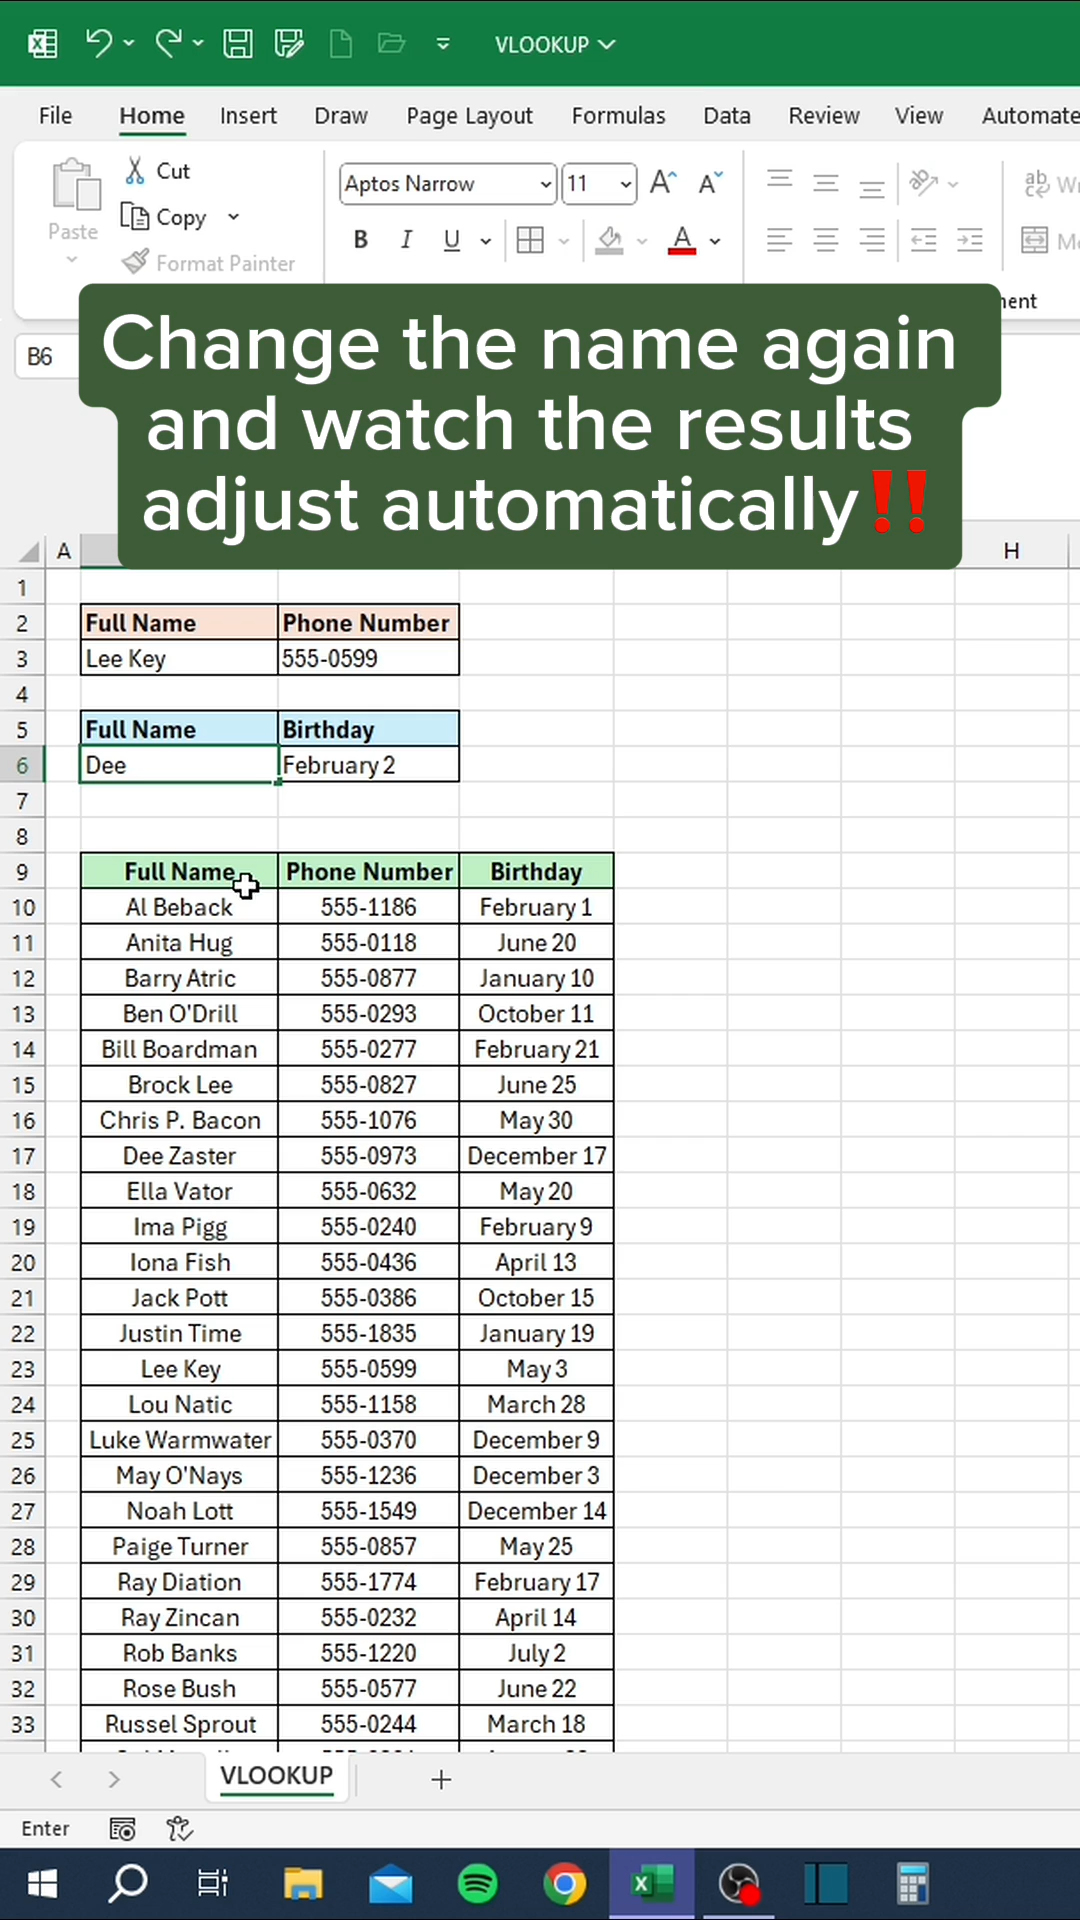 VLOOKUP
File Home Insert Draw Page Layout Formulas Data Review View Automate
Cut
Copy
Paste
Format Painter
Aptos Narrow 11
B I U
B6
Change the name again
and watch the results
adjust automatically‼️
A H
1
2 Full Name Phone Number
3 Lee Key 555-0599
4
5 Full Name Birthday
6 Dee February 2
7
8
9 Full Name Phone Number Birthday
10 Al Beback 555-1186 February 1
11 Anita Hug 555-0118 June 20
12 Barry Atric 555-0877 January 10
13 Ben O'Drill 555-0293 October 11
14 Bill Boardman 555-0277 February 21
15 Brock Lee 555-0827 June 25
16 Chris P. Bacon 555-1076 May 30
17 Dee Zaster 555-0973 December 17
18 Ella Vator 555-0632 May 20
19 Ima Pigg 555-0240 February 9
20 Iona Fish 555-0436 April 13
21 Jack Pott 555-0386 October 15
22 Justin Time 555-1835 January 19
23 Lee Key 555-0599 May 3
24 Lou Natic 555-1158 March 28
25 Luke Warmwater 555-0370 December 9
26 May O'Nays 555-1236 December 3
27 Noah Lott 555-1549 December 14
28 Paige Turner 555-0857 May 25
29 Ray Diation 555-1774 February 17
30 Ray Zincan 555-0232 April 14
31 Rob Banks 555-1220 July 2
32 Rose Bush 555-0577 June 22
33 Russel Sprout 555-0244 March 18
VLOOKUP
Enter